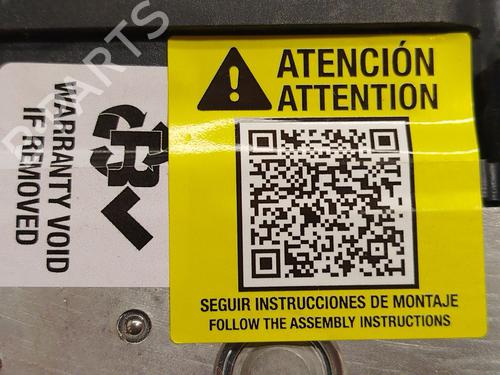 ATENCIÓN
ATTENTION
SEGUIR INSTRUCCIONES DE MONTAJE
FOLLOW THE ASSEMBLY INSTRUCTIONS
WARRANTY VOID
IF REMOVED